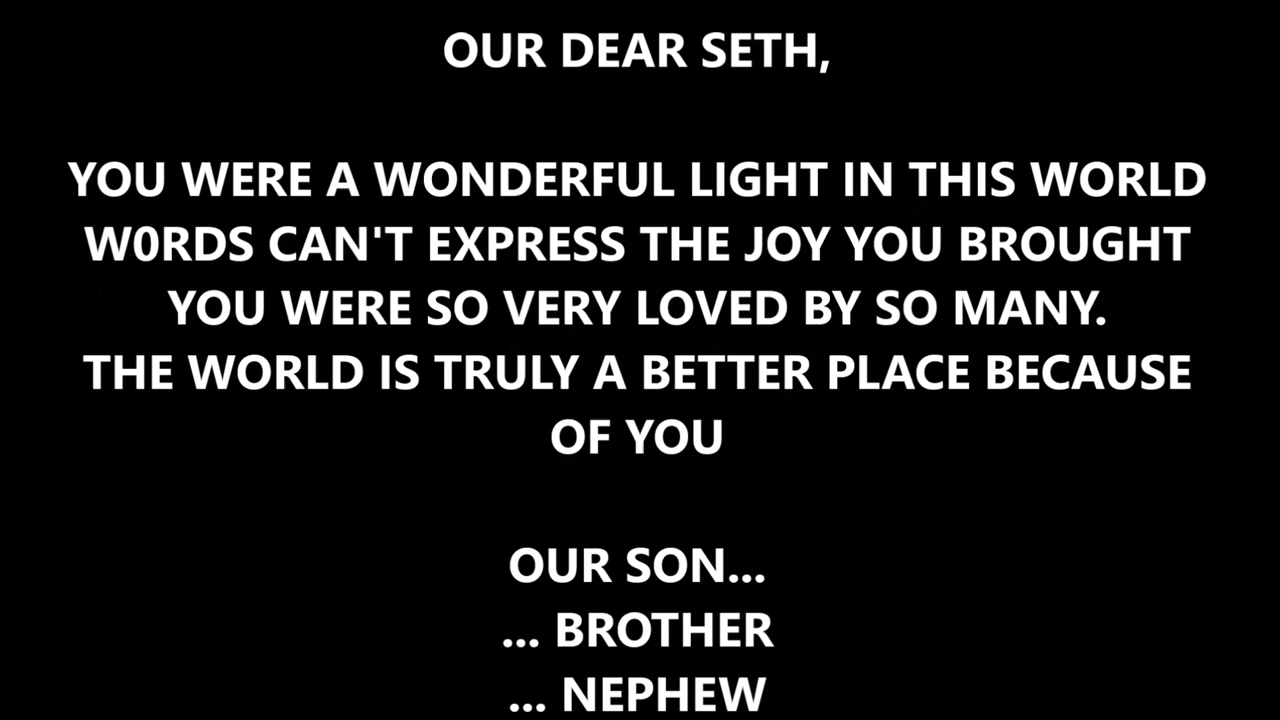 OUR DEAR SETH,
YOU WERE A WONDERFUL LIGHT IN THIS WORLD
W0RDS CAN'T EXPRESS THE JOY YOU BROUGHT
YOU WERE SO VERY LOVED BY SO MANY.
THE WORLD IS TRULY A BETTER PLACE BECAUSE
OF YOU
OUR SON...
... BROTHER
... NEPHEW